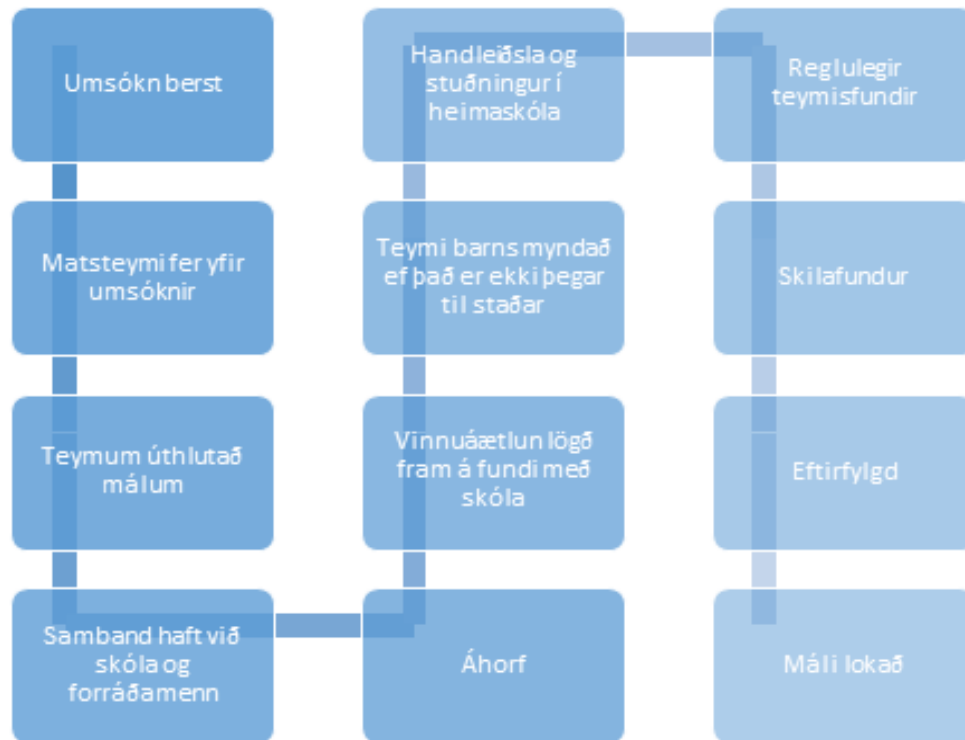 Umsókn berst
Matsteymi fer yfir
umsóknir
Teymum úthlutað
málum
Samband haft við
skóla og
forráðamenn
Áhorf
Vinnuáætlun lögð
fram á fundi með
skóla
Teymi barns myndað
ef það er ekki þegar
til staðar
Handleiðsla og
stuðningur í
heimaskóla
Reglulegir
teymisfundir
Skilafundur
Eftirfylgd
Máli lokað